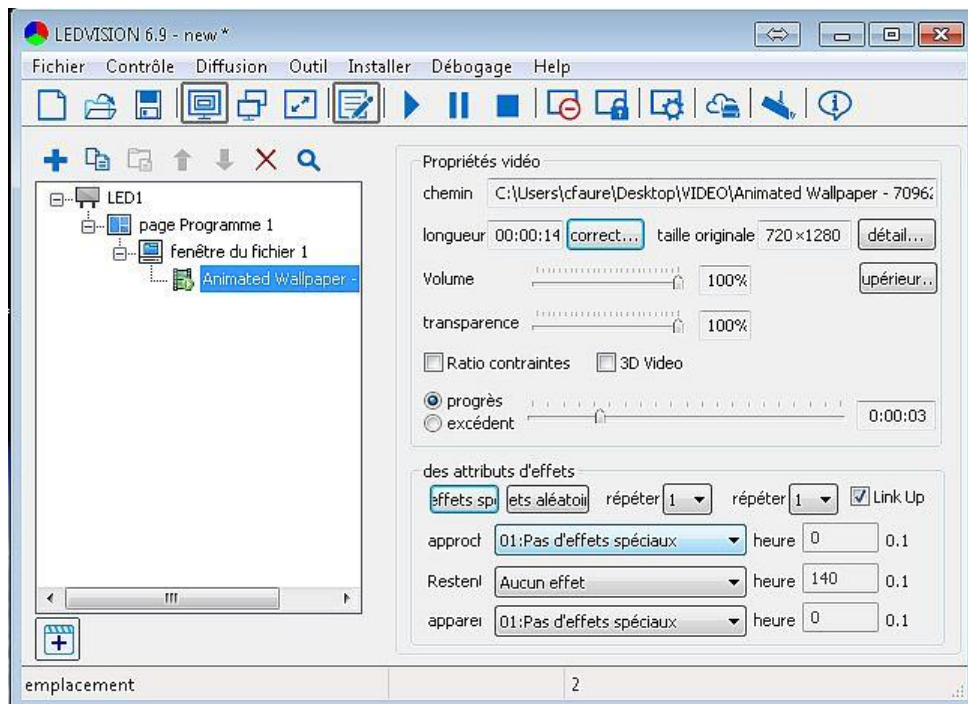 LEDVISION 6.9 - new *
Fichier Contrôle Diffusion Outil Installer Débogage Help
LED1
page Programme 1
fenêtre du fichier 1
Animated Wallpaper -
Propriétés vidéo
chemin C:\Users\cfaure\Desktop\VIDEO\Animated Wallpaper - 7096
longueur 00:00:14 correct... taille originale 720×1280 détail...
Volume 100% upérieur..
transparence 100%
Ratio contraintes 3D Video
progrès
excédent 0:00:03
des attributs d'effets
effets sp ets aléatoir répéter 1 répéter 1 Link Up
approcł 01:Pas d'effets spéciaux heure 0 0.1
Restenl Aucun effet heure 140 0.1
apparei 01:Pas d'effets spéciaux heure 0 0.1
emplacement 2